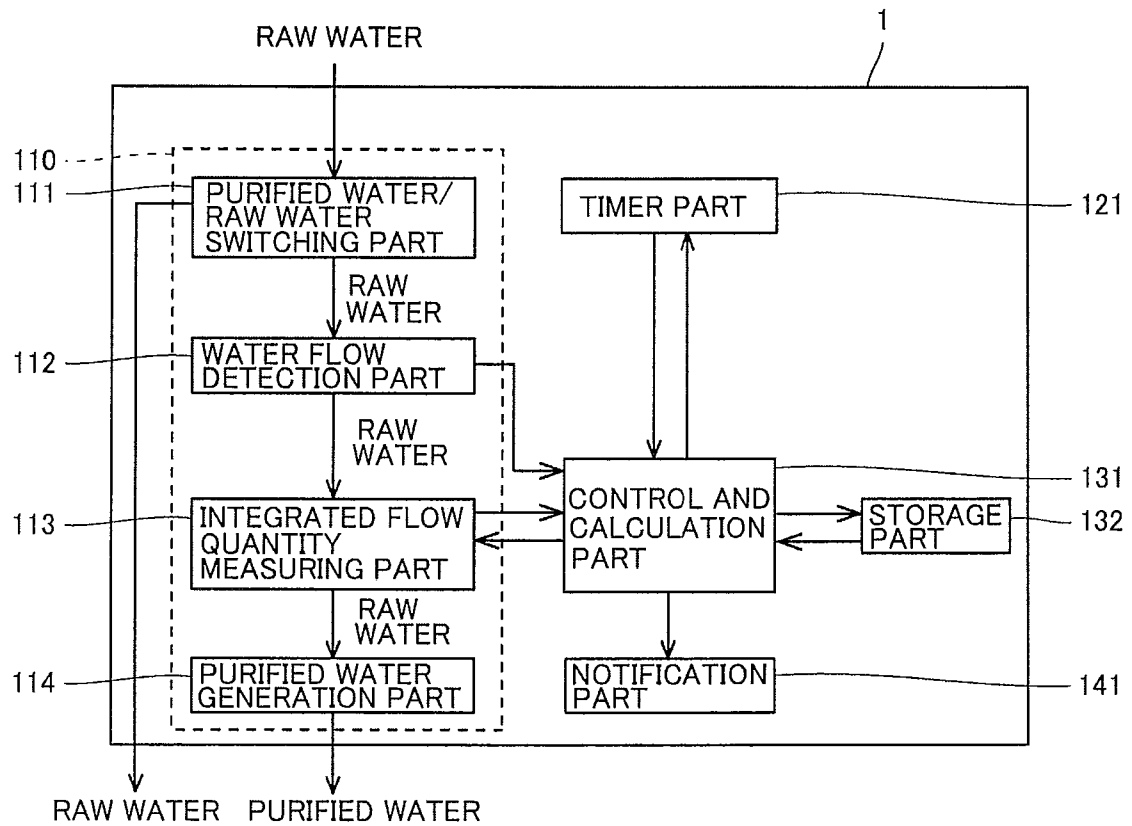 RAW WATER
1
110
111
PURIFIED WATER/
RAW WATER
SWITCHING PART
TIMER PART
121
RAW
WATER
112
WATER FLOW
DETECTION PART
RAW
WATER
131
113
INTEGRATED FLOW
QUANTITY
MEASURING PART
CONTROL AND
CALCULATION
PART
STORAGE
PART
132
RAW
WATER
114
PURIFIED WATER
GENERATION PART
NOTIFICATION
PART
141
RAW WATER
PURIFIED WATER